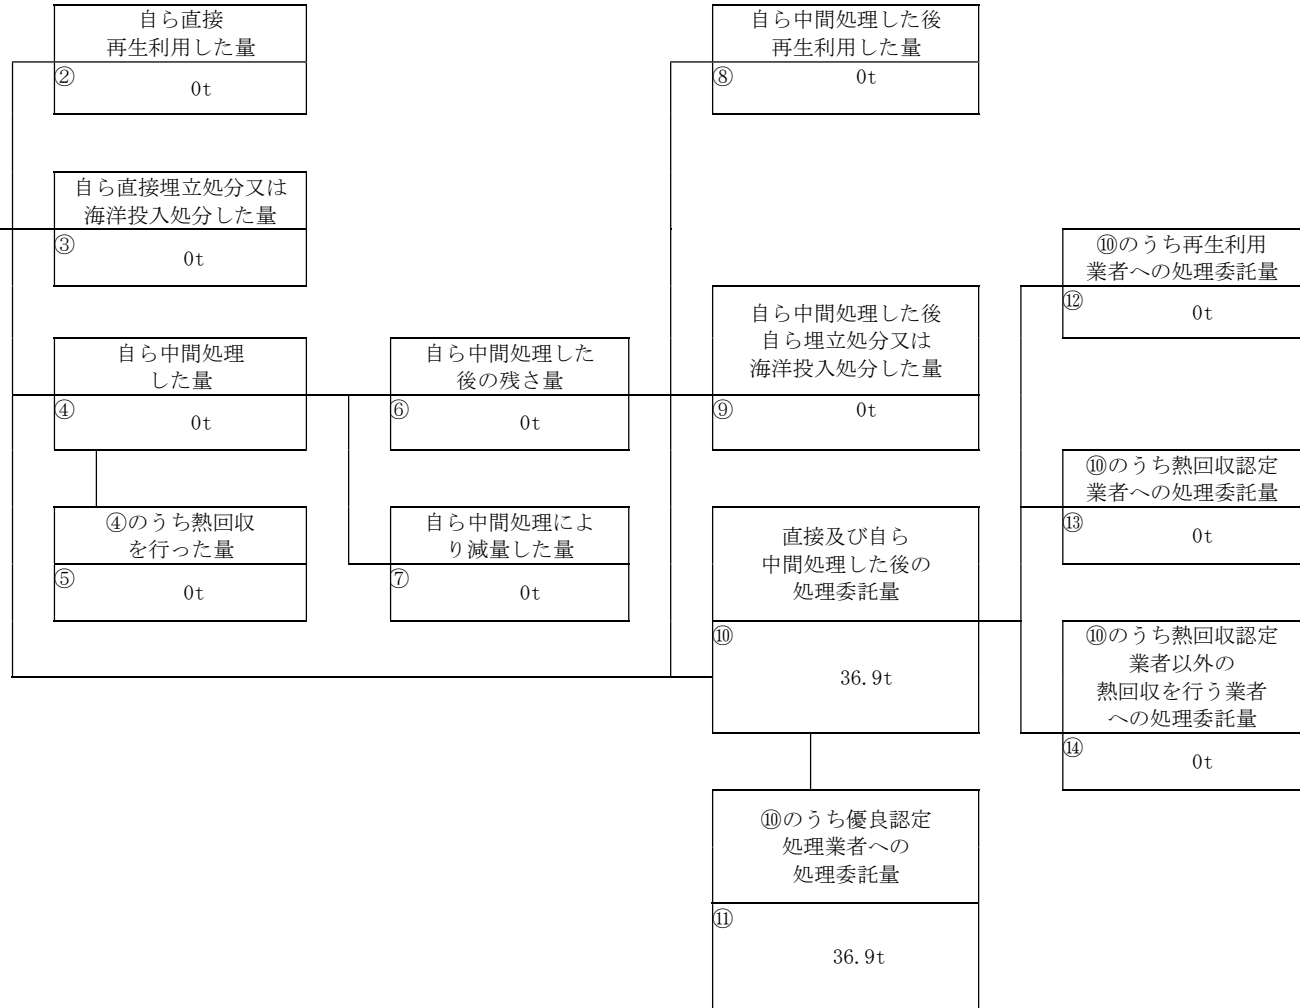 自ら直接
再生利用した量
②
0t
自ら中間処理した後
再生利用した量
⑧
0t
自ら直接埋立処分又は
海洋投入処分した量
③
0t
⑩のうち再生利用
業者への処理委託量
⑫
0t
自ら中間処理
した量
④
0t
自ら中間処理した
後の残さ量
⑥
0t
自ら中間処理した後
自ら埋立処分又は
海洋投入処分した量
⑨
0t
⑩のうち熱回収認定
業者への処理委託量
⑬
0t
④のうち熱回収
を行った量
⑤
0t
自ら中間処理によ
り減量した量
⑦
0t
直接及び自ら
中間処理した後の
処理委託量
⑩
36.9t
⑩のうち熱回収認定
業者以外の
熱回収を行う業者
への処理委託量
⑭
0t
⑩のうち優良認定
処理業者への
処理委託量
⑪
36.9t